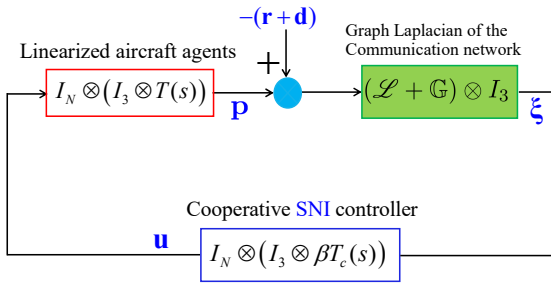 −(r + d)
Graph Laplacian of the
Communication network
Linearized aircraft agents
+
I_N ⊗(I_3 ⊗ T(s))
p
(ℒ + 𝔾) ⊗ I_3
ξ
Cooperative SNI controller
u
I_N ⊗(I_3 ⊗ βT_c(s))